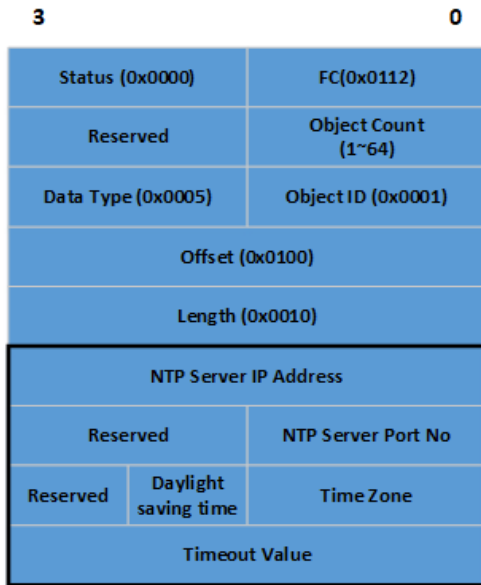 3 0
Status (0x0000) FC(0x0112)
Reserved Object Count
(1~64)
Data Type (0x0005) Object ID (0x0001)
Offset (0x0100)
Length (0x0010)
NTP Server IP Address
Reserved NTP Server Port No
Reserved Daylight
saving time Time Zone
Timeout Value